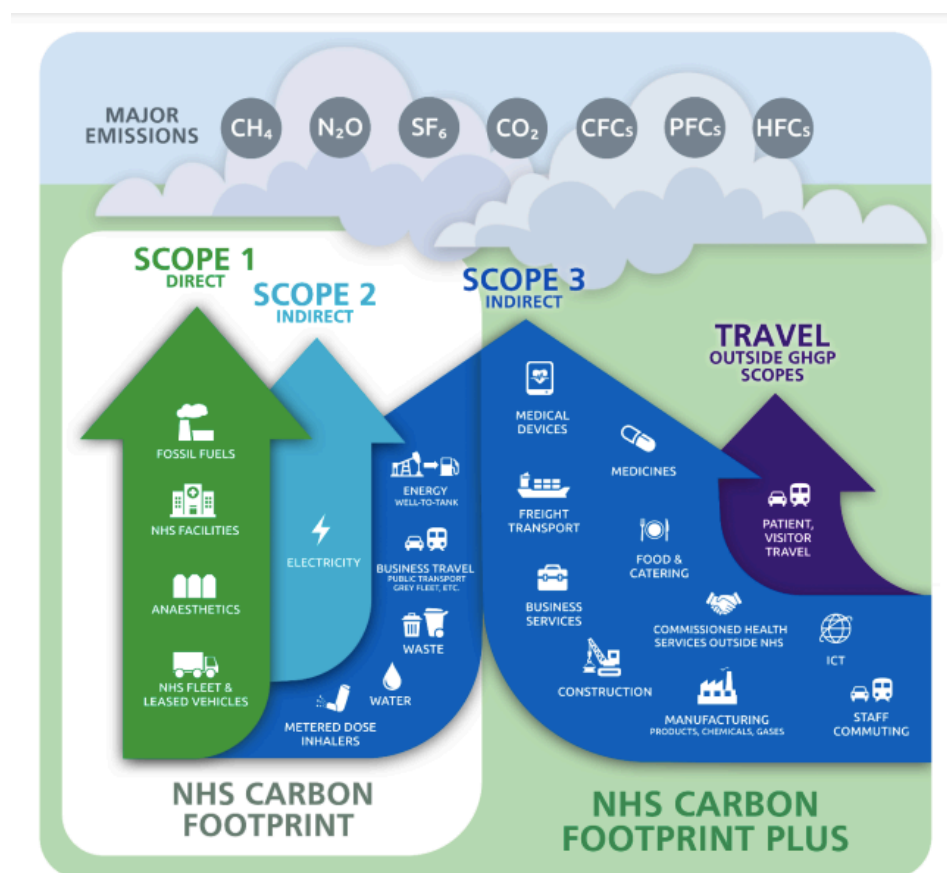 MAJOR
EMISSIONS
CH₄
N₂O
SF₆
CO₂
CFCs
PFCs
HFCs
SCOPE 1
DIRECT
SCOPE 2
INDIRECT
SCOPE 3
INDIRECT
TRAVEL
OUTSIDE GHGP
SCOPES
FOSSIL FUELS
NHS FACILITIES
ANAESTHETICS
NHS FLEET &
LEASED VEHICLES
ELECTRICITY
ENERGY
WELL-TO-TANK
BUSINESS TRAVEL
PUBLIC TRANSPORT
GREY FLEET, ETC.
WASTE
WATER
METERED DOSE
INHALERS
MEDICAL
DEVICES
MEDICINES
FREIGHT
TRANSPORT
FOOD &
CATERING
BUSINESS
SERVICES
COMMISSIONED HEALTH
SERVICES OUTSIDE NHS
CONSTRUCTION
MANUFACTURING
PRODUCTS, CHEMICALS, GASES
ICT
STAFF
COMMUTING
PATIENT,
VISITOR
TRAVEL
NHS CARBON
FOOTPRINT
NHS CARBON
FOOTPRINT PLUS